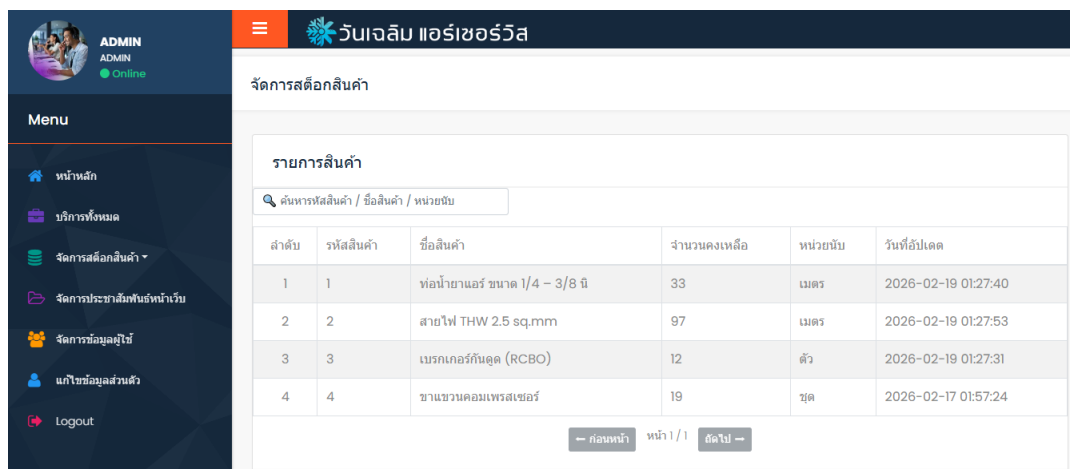 ADMIN
ADMIN
Online
Menu
หน้าหลัก
บริการทั้งหมด
จัดการสต็อกสินค้า
จัดการประชาสัมพันธ์หน้าเว็บ
จัดการข้อมูลผู้ใช้
แก้ไขข้อมูลส่วนตัว
Logout
วันเฉลิม แอร์เซอร์วิส
จัดการสต็อกสินค้า
รายการสินค้า
ค้นหารหัสสินค้า / ชื่อสินค้า / หน่วยนับ
ลำดับ รหัสสินค้า ชื่อสินค้า จำนวนคงเหลือ หน่วยนับ วันที่อัปเดต
1 1 ท่อน้ำยาแอร์ ขนาด 1/4 – 3/8 นิ 33 เมตร 2026-02-19 01:27:40
2 2 สายไฟ THW 2.5 sq.mm 97 เมตร 2026-02-19 01:27:53
3 3 เบรกเกอร์กันดูด (RCBO) 12 ตัว 2026-02-19 01:27:31
4 4 ขาแขวนคอมเพรสเซอร์ 19 ชุด 2026-02-17 01:57:24
← ก่อนหน้า หน้า 1 / 1 ถัดไป →